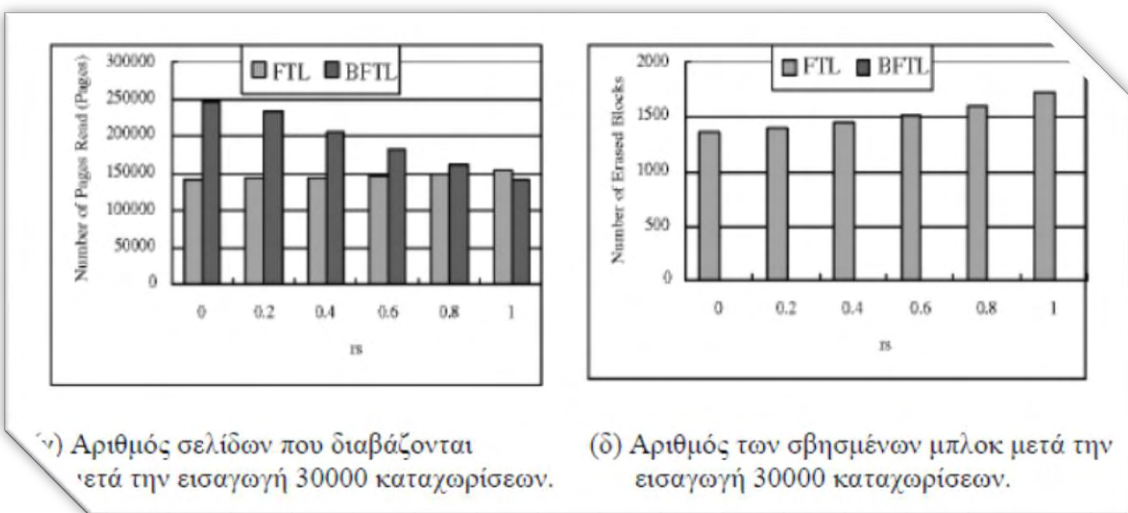 300000
250000
200000
150000
100000
50000
0
Number of Pages Read (Pages)
FTL BFTL
0 0.2 0.4 0.6 0.8 1
rs
2000
1500
1000
500
0
Number of Erased Blocks
FTL BFTL
0 0.2 0.4 0.6 0.8 1
rs
) Αριθμός σελίδων που διαβάζονται
την εισαγωγή 30000 καταχωρίσεων.
(δ) Αριθμός των σβησμένων μπλοκ μετά την
εισαγωγή 30000 καταχωρίσεων.